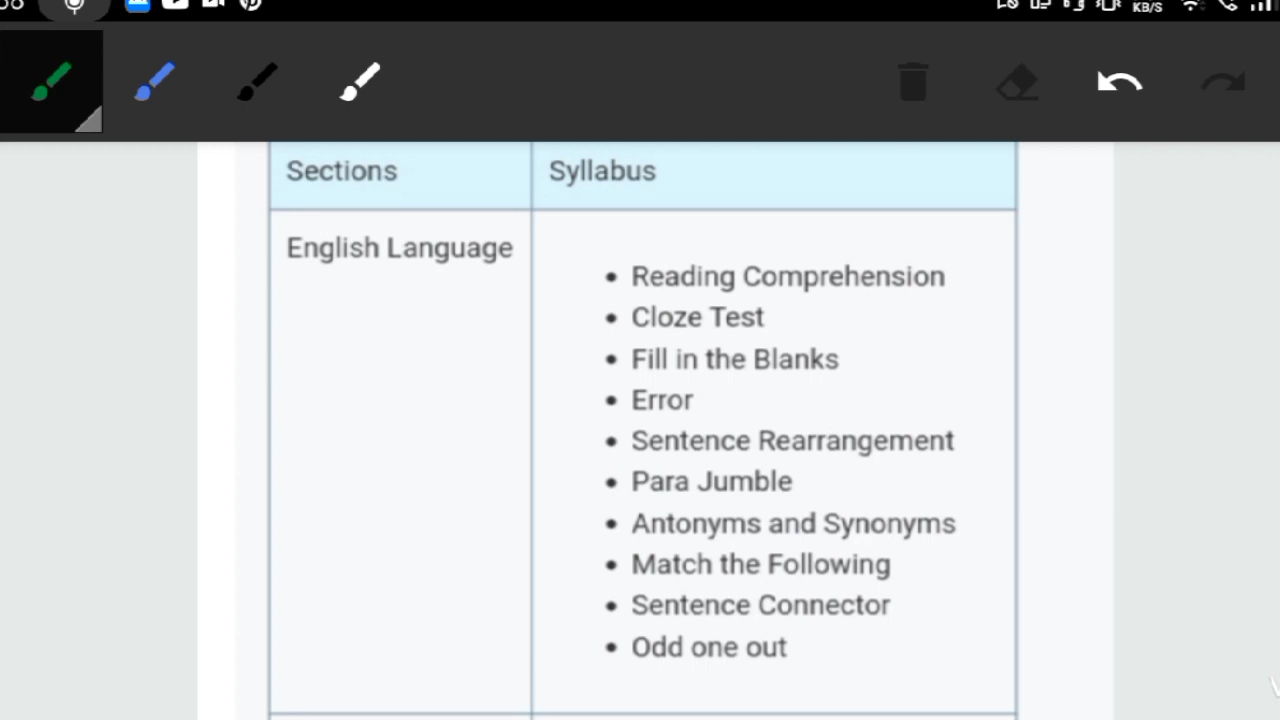 KB/S
Sections
Syllabus
English Language
• Reading Comprehension
• Cloze Test
• Fill in the Blanks
• Error
• Sentence Rearrangement
• Para Jumble
• Antonyms and Synonyms
• Match the Following
• Sentence Connector
• Odd one out